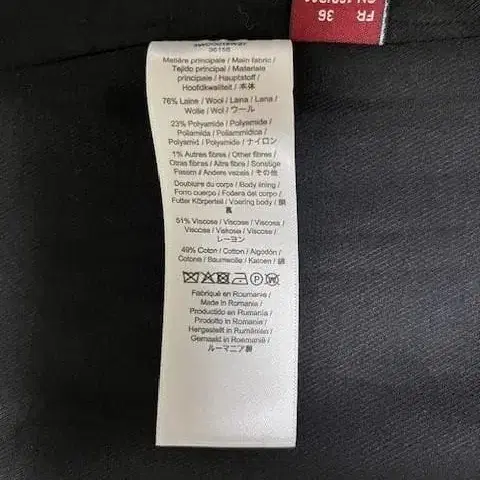 FR
36
36156
Matière principale / Main fabric /
Tejido principal / Materiale
principale / Hauptstoff /
Hoofdkwaliteit / 本体
76% Laine / Wool / Lana / Lana /
Wolle / Wol / ウール
23% Polyamide / Polyamide /
Poliamida / Poliammidica /
Polyamid / Polyamide / ナイロン
1% Autres fibres / Other fibres /
Otras fibras / Altre fibre / Sonstige
Fasern / Andere vezels / その他
Doublure du corps / Body lining /
Forro cuerpo / Fodera del corpo /
Futter Körperteil / Voering body / 胴
裏
51% Viscose / Viscose / Viscosa /
Viscosa / Viskose / Viscose /
レーヨン
49% Coton / Cotton / Algodón /
Cotone / Baumwolle / Katoen / 綿
P W
Fabriqué en Roumanie /
Made in Romania /
Producido en Rumania /
Prodotto in Romania /
Hergestellt in Rumänien /
Gemaakt in Roemenië /
ルーマニア製